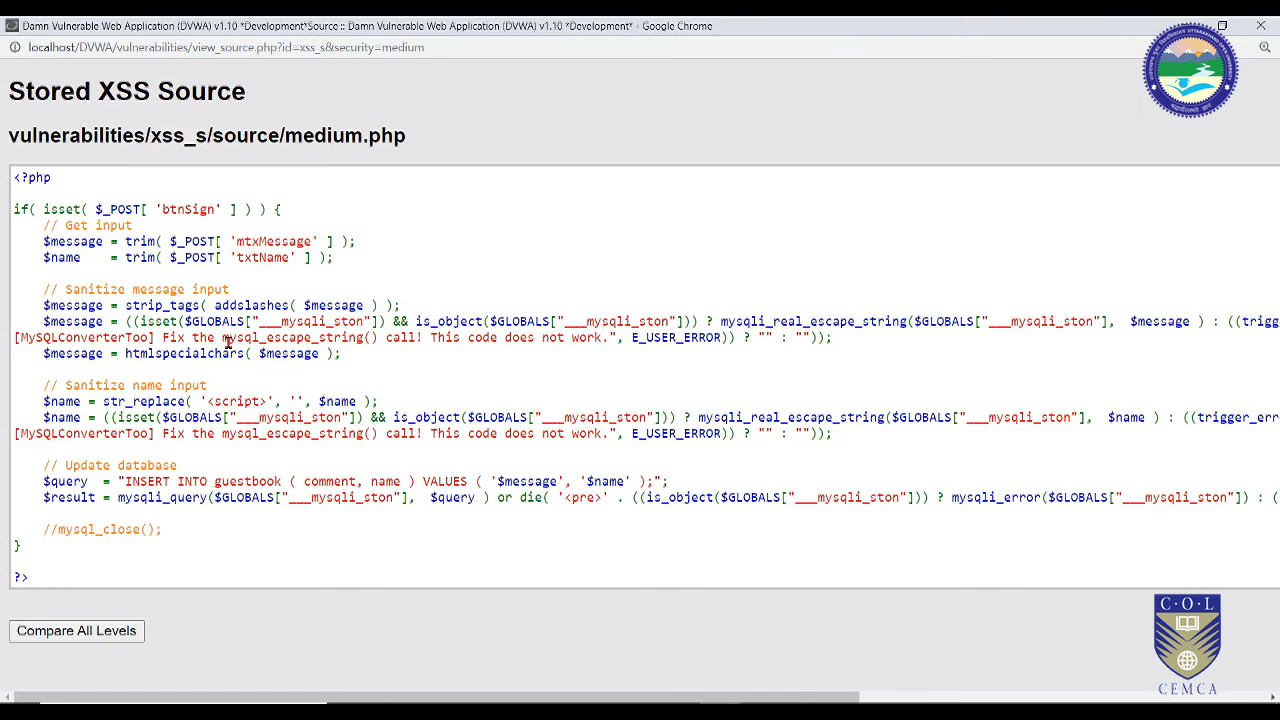 Damn Vulnerable Web Application (DVWA) v1.10 *Development*Source :: Damn Vulnerable Web Application (DVWA) v1.10 *Development* - Google Chrome
localhost/DVWA/vulnerabilities/view_source.php?id=xss_s&security=medium
Stored XSS Source
vulnerabilities/xss_s/source/medium.php
<?php
if( isset( $_POST[ 'btnSign' ] ) ) {
// Get input
$message = trim( $_POST[ 'mtxMessage' ] );
$name    = trim( $_POST[ 'txtName' ] );
// Sanitize message input
$message = strip_tags( addslashes( $message ) );
$message = ((isset($GLOBALS["___mysqli_ston"]) && is_object($GLOBALS["___mysqli_ston"])) ? mysqli_real_escape_string($GLOBALS["___mysqli_ston"],  $message ) : ((trigg
[MySQLConverterToo] Fix the mysql_escape_string() call! This code does not work.", E_USER_ERROR)) ? "" : ""));
$message = htmlspecialchars( $message );
// Sanitize name input
$name = str_replace( '<script>', '', $name );
$name = ((isset($GLOBALS["___mysqli_ston"]) && is_object($GLOBALS["___mysqli_ston"])) ? mysqli_real_escape_string($GLOBALS["___mysqli_ston"],  $name ) : ((trigger_err
[MySQLConverterToo] Fix the mysql_escape_string() call! This code does not work.", E_USER_ERROR)) ? "" : ""));
// Update database
$query  = "INSERT INTO guestbook ( comment, name ) VALUES ( '$message', '$name' );";
$result = mysqli_query($GLOBALS["___mysqli_ston"],  $query ) or die( '<pre>' . ((is_object($GLOBALS["___mysqli_ston"])) ? mysqli_error($GLOBALS["___mysqli_ston"]) : (
//mysql_close();
}
?>
Compare All Levels
C·O·L
CEMCA